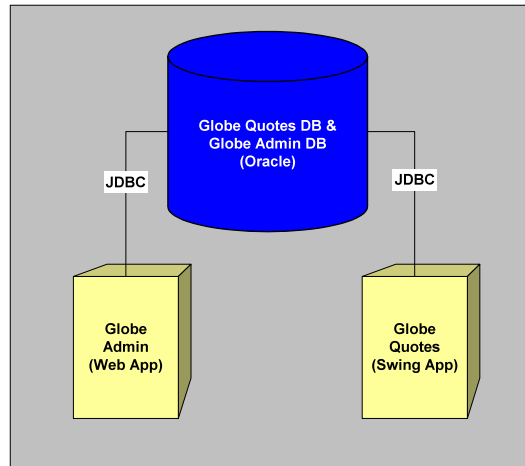 Globe Quotes DB &
Globe Admin DB
(Oracle)
JDBC
JDBC
Globe
Admin
(Web App)
Globe
Quotes
(Swing App)